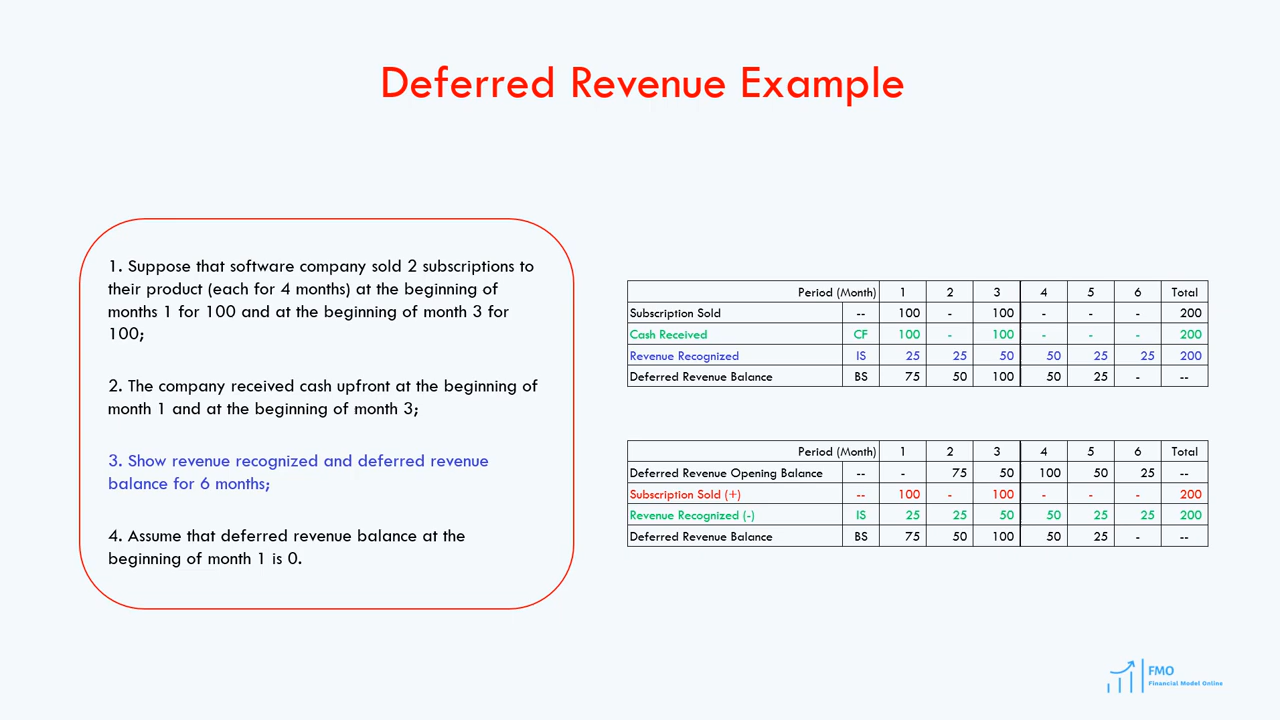 Deferred Revenue Example
1. Suppose that software company sold 2 subscriptions to
their product (each for 4 months) at the beginning of
months 1 for 100 and at the beginning of month 3 for
100;
2. The company received cash upfront at the beginning of
month 1 and at the beginning of month 3;
3. Show revenue recognized and deferred revenue
balance for 6 months;
4. Assume that deferred revenue balance at the
beginning of month 1 is 0.
Period (Month) 1 2 3 4 5 6 Total
Subscription Sold -- 100 - 100 - - - 200
Cash Received CF 100 - 100 - - - 200
Revenue Recognized IS 25 25 50 50 25 25 200
Deferred Revenue Balance BS 75 50 100 50 25 - --
Period (Month) 1 2 3 4 5 6 Total
Deferred Revenue Opening Balance -- - 75 50 100 50 25 --
Subscription Sold (+) -- 100 - 100 - - - 200
Revenue Recognized (-) IS 25 25 50 50 25 25 200
Deferred Revenue Balance BS 75 50 100 50 25 - --
FMO
Financial Model Online